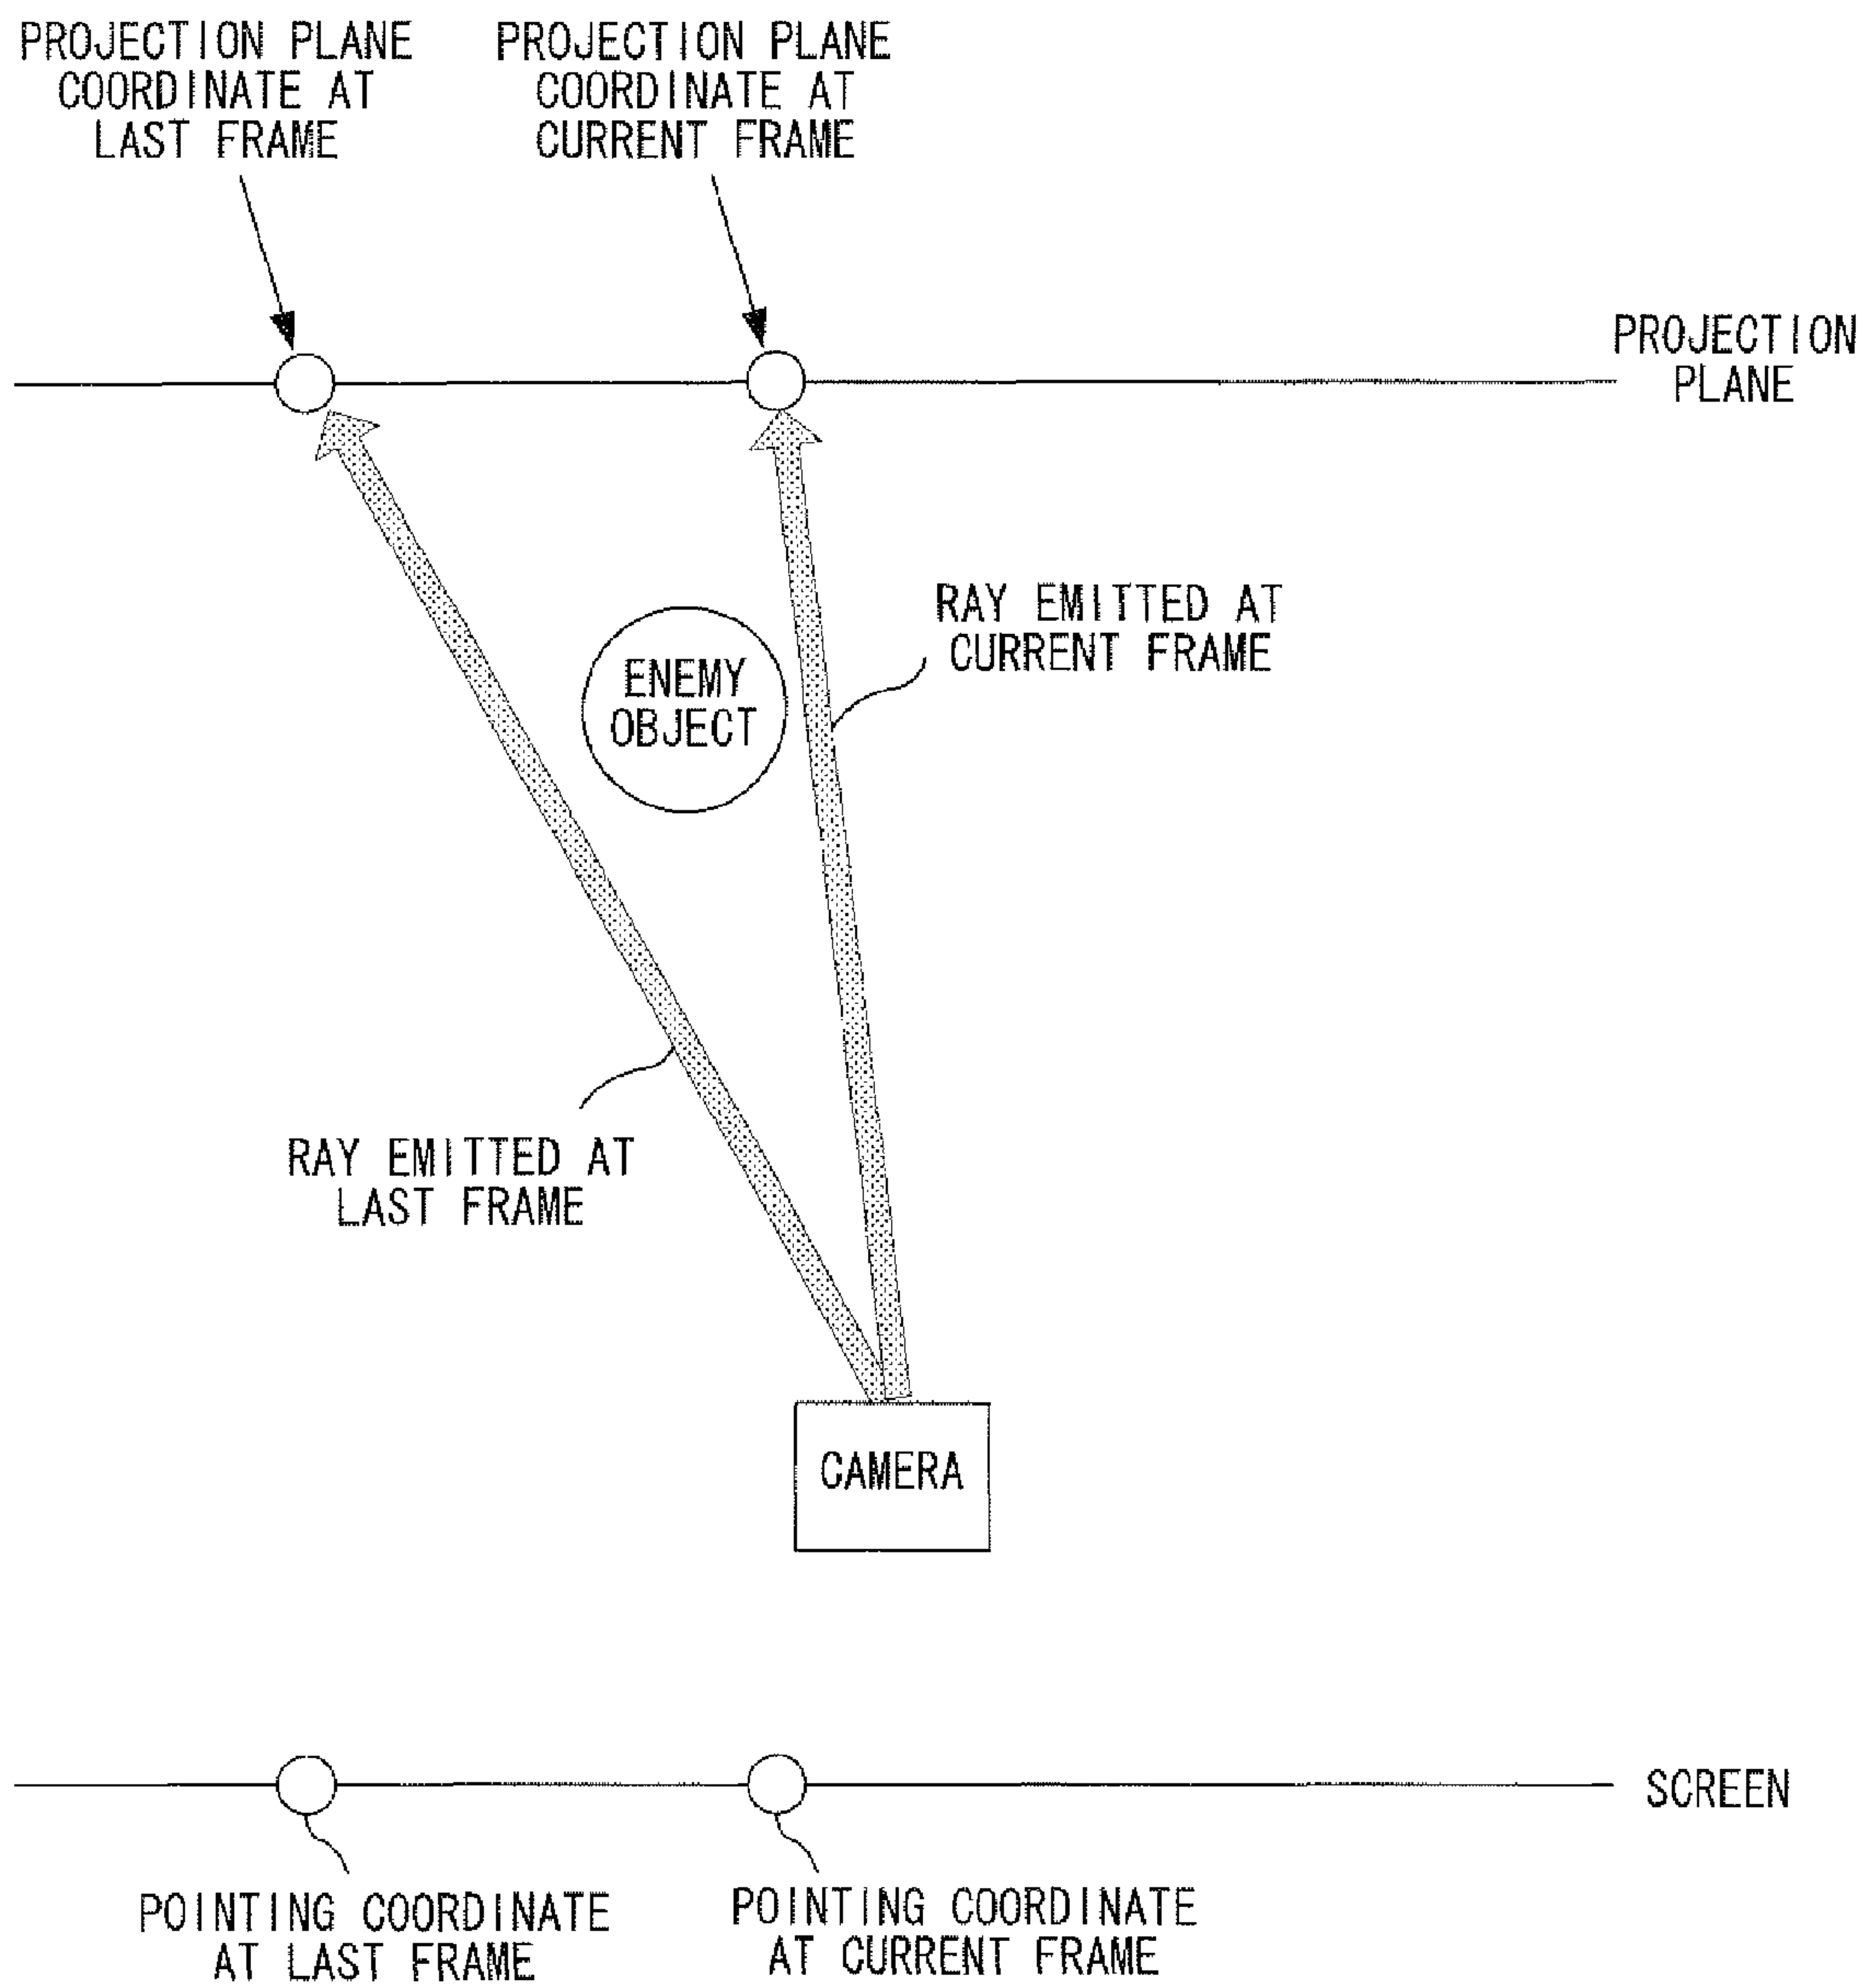 PROJECTION PLANE
COORDINATE AT
LAST FRAME
PROJECTION PLANE
COORDINATE AT
CURRENT FRAME
PROJECTION
PLANE
RAY EMITTED AT
CURRENT FRAME
ENEMY
OBJECT
RAY EMITTED AT
LAST FRAME
CAMERA
SCREEN
POINTING COORDINATE
AT LAST FRAME
POINTING COORDINATE
AT CURRENT FRAME